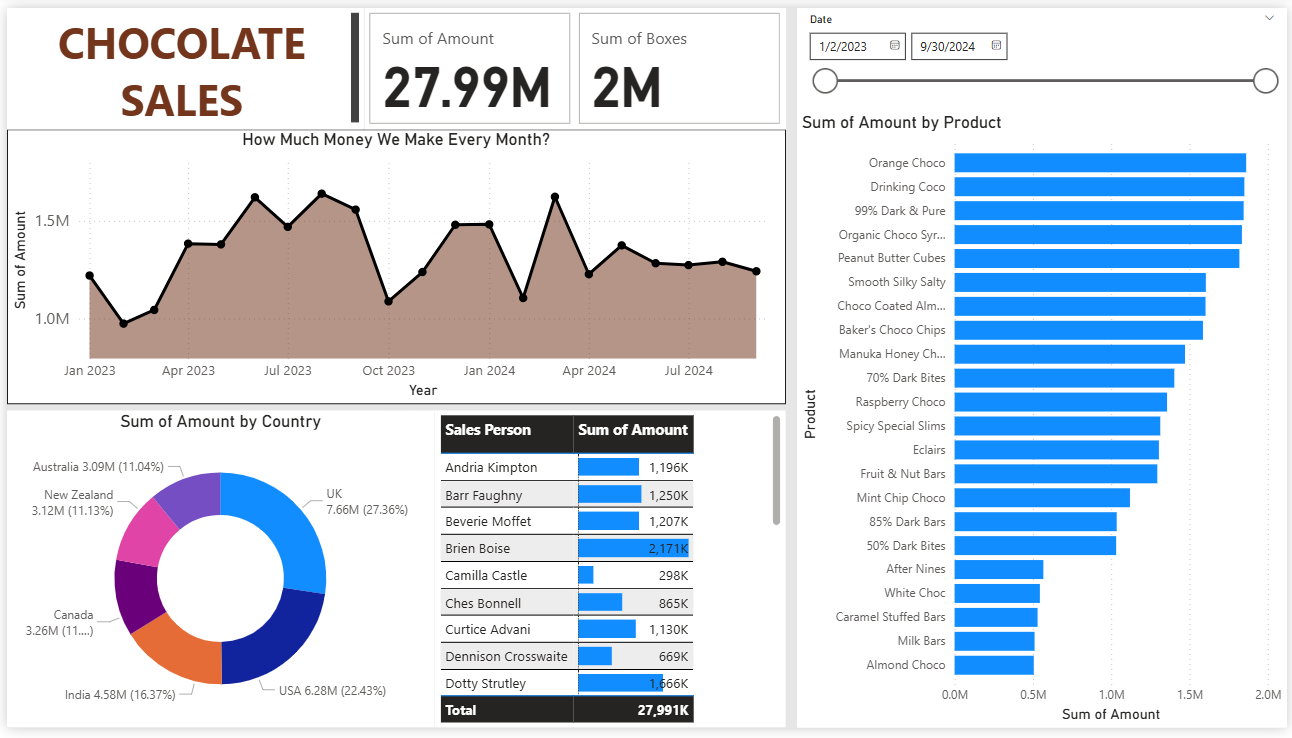 CHOCOLATE
SALES
Sum of Amount
27.99M
Sum of Boxes
2M
Date
1/2/2023
9/30/2024
How Much Money We Make Every Month?
Sum of Amount
1.5M
1.0M
Jan 2023 Apr 2023 Jul 2023 Oct 2023 Jan 2024 Apr 2024 Jul 2024
Year
Sum of Amount by Country
Australia 3.09M (11.04%)
New Zealand
3.12M (11.13%)
Canada
3.26M (11....)
India 4.58M (16.37%)
USA 6.28M (22.43%)
UK
7.66M (27.36%)
Sales Person Sum of Amount
Andria Kimpton 1,196K
Barr Faughny 1,250K
Beverie Moffet 1,207K
Brien Boise 2,171K
Camilla Castle 298K
Ches Bonnell 865K
Curtice Advani 1,130K
Dennison Crosswaite 669K
Dotty Strutley 1,666K
Total 27,991K
Sum of Amount by Product
Product
Orange Choco
Drinking Coco
99% Dark & Pure
Organic Choco Syr...
Peanut Butter Cubes
Smooth Silky Salty
Choco Coated Alm...
Baker's Choco Chips
Manuka Honey Ch...
70% Dark Bites
Raspberry Choco
Spicy Special Slims
Eclairs
Fruit & Nut Bars
Mint Chip Choco
85% Dark Bars
50% Dark Bites
After Nines
White Choc
Caramel Stuffed Bars
Milk Bars
Almond Choco
0.0M 0.5M 1.0M 1.5M 2.0M
Sum of Amount